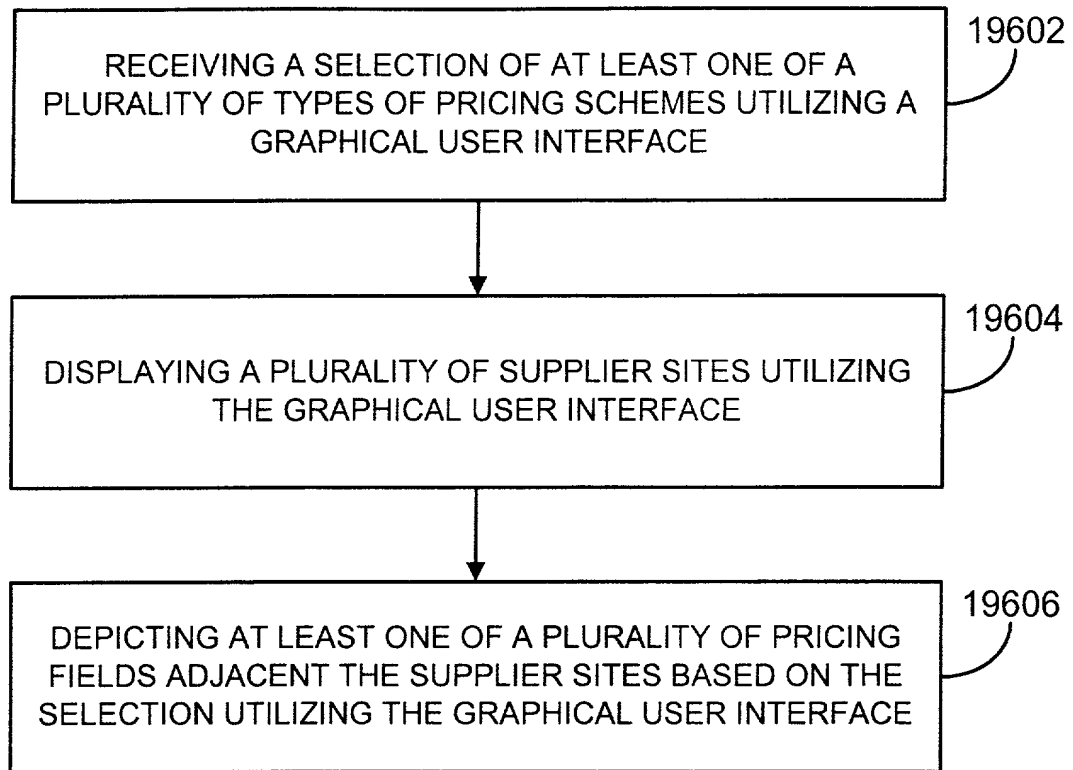 19602
RECEIVING A SELECTION OF AT LEAST ONE OF A
PLURALITY OF TYPES OF PRICING SCHEMES UTILIZING A
GRAPHICAL USER INTERFACE
19604
DISPLAYING A PLURALITY OF SUPPLIER SITES UTILIZING
THE GRAPHICAL USER INTERFACE
19606
DEPICTING AT LEAST ONE OF A PLURALITY OF PRICING
FIELDS ADJACENT THE SUPPLIER SITES BASED ON THE
SELECTION UTILIZING THE GRAPHICAL USER INTERFACE